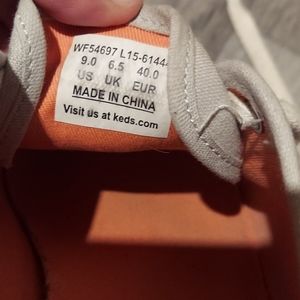 WF54697 L15-6144
9.0 6.5 40.0
US UK EUR
MADE IN CHINA
Visit us at keds.com